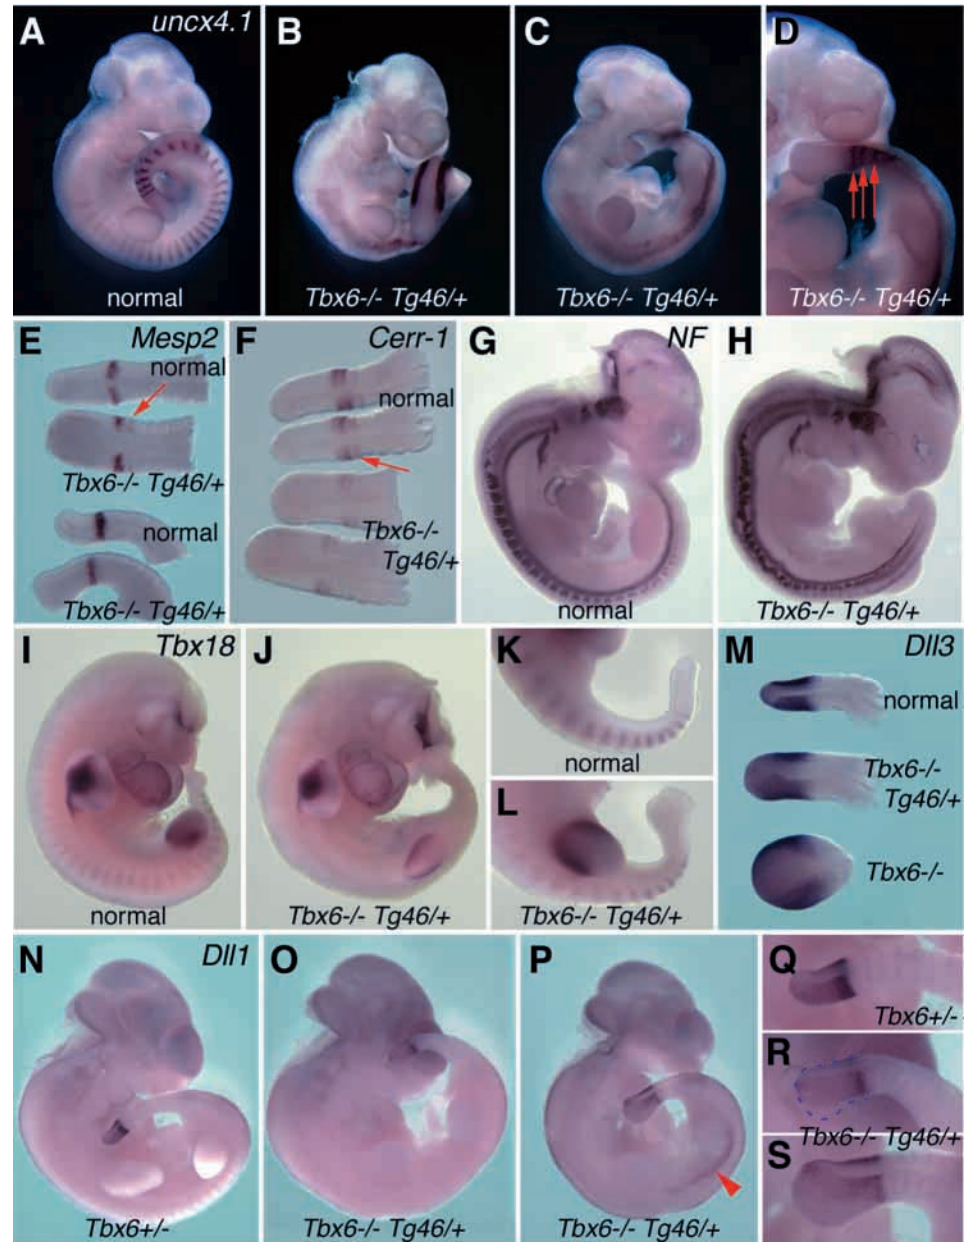 A uncx4.1 B C D
normal Tbx6-/- Tg46/+ Tbx6-/- Tg46/+ Tbx6-/- Tg46/+
E Mesp2
normal
Tbx6-/- Tg46/+
normal
Tbx6-/- Tg46/+
F Cerr-1
normal
Tbx6-/-
Tg46/+
G NF H
normal Tbx6-/- Tg46/+
I Tbx18 J
normal Tbx6-/- Tg46/+
K
normal
L
Tbx6-/- Tg46/+
M Dll3
normal
Tbx6-/-
Tg46/+
Tbx6-/-
N Dll1 O P
Tbx6+/- Tbx6-/- Tg46/+ Tbx6-/- Tg46/+
Q
Tbx6+/-
R
Tbx6-/- Tg46/+
S